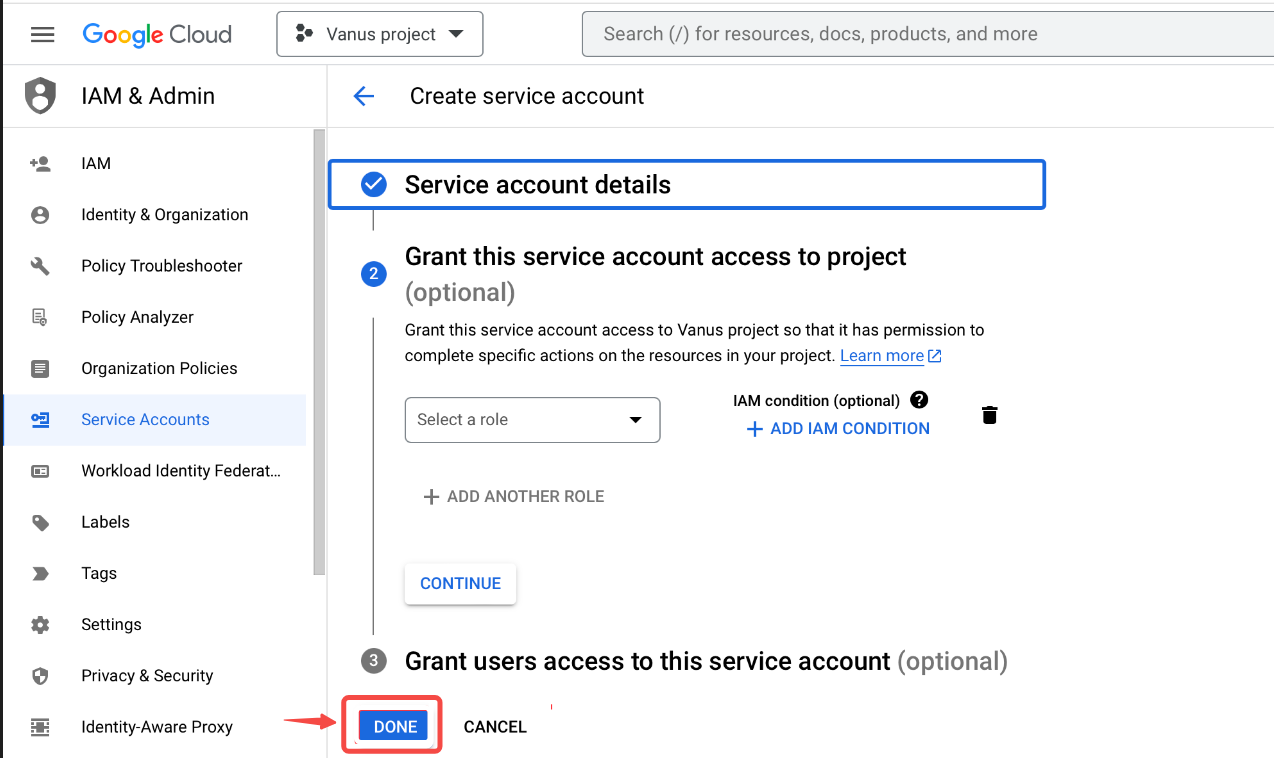 Google Cloud
Vanus project
Search (/) for resources, docs, products, and more
IAM & Admin
Create service account
IAM
Identity & Organization
Policy Troubleshooter
Policy Analyzer
Organization Policies
Service Accounts
Workload Identity Federat...
Labels
Tags
Settings
Privacy & Security
Identity-Aware Proxy
Service account details
2
Grant this service account access to project
(optional)
Grant this service account access to Vanus project so that it has permission to
complete specific actions on the resources in your project. Learn more
Select a role
IAM condition (optional) ?
+ ADD IAM CONDITION
+ ADD ANOTHER ROLE
CONTINUE
3 Grant users access to this service account (optional)
DONE CANCEL